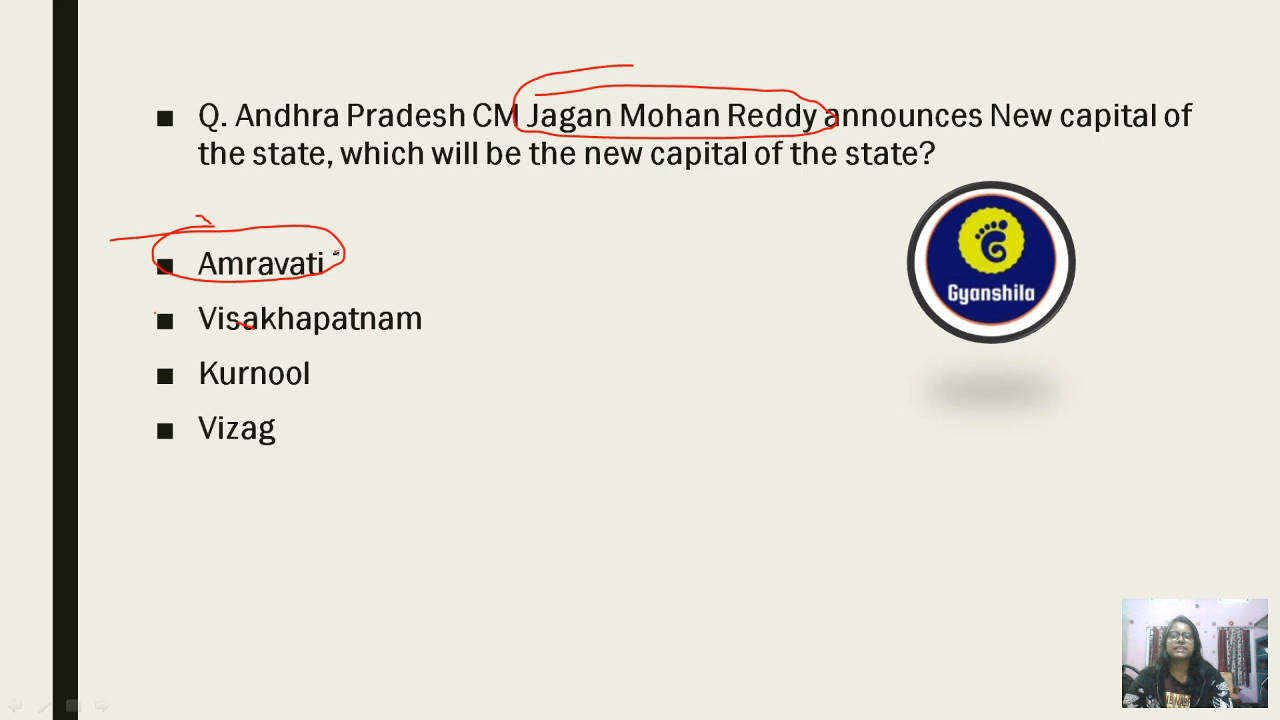 Q. Andhra Pradesh CM Jagan Mohan Reddy announces New capital of
the state, which will be the new capital of the state?
Amravati
Visakhapatnam
Kurnool
Vizag
Gyanshila